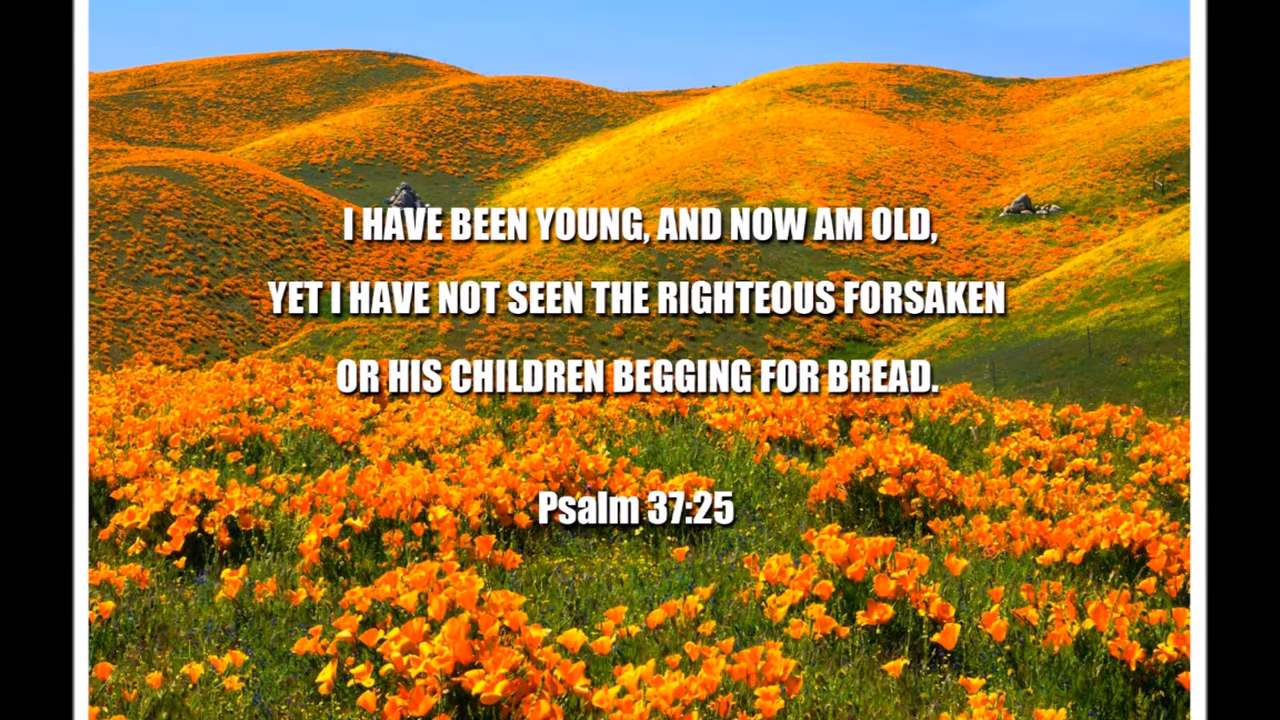 I HAVE BEEN YOUNG, AND NOW AM OLD,
YET I HAVE NOT SEEN THE RIGHTEOUS FORSAKEN
OR HIS CHILDREN BEGGING FOR BREAD.
Psalm 37:25